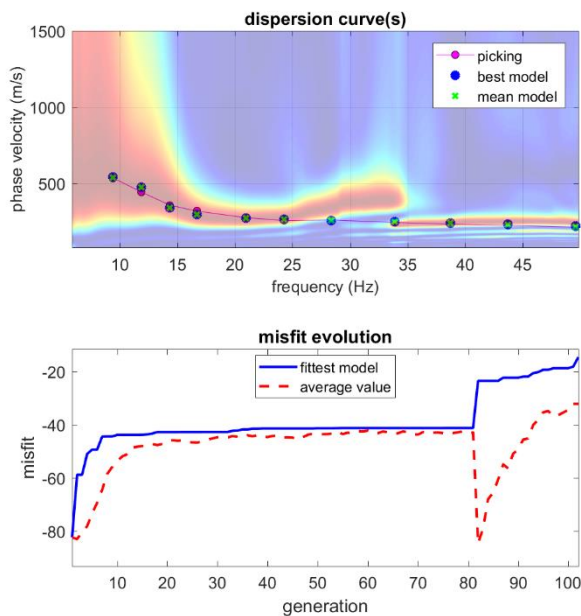 dispersion curve(s)
1500
1000
500
phase velocity (m/s)
picking
best model
mean model
10 15 20 25 30 35 40 45
frequency (Hz)
misfit evolution
-20
-40
-60
-80
misfit
fittest model
average value
10 20 30 40 50 60 70 80 90 100
generation